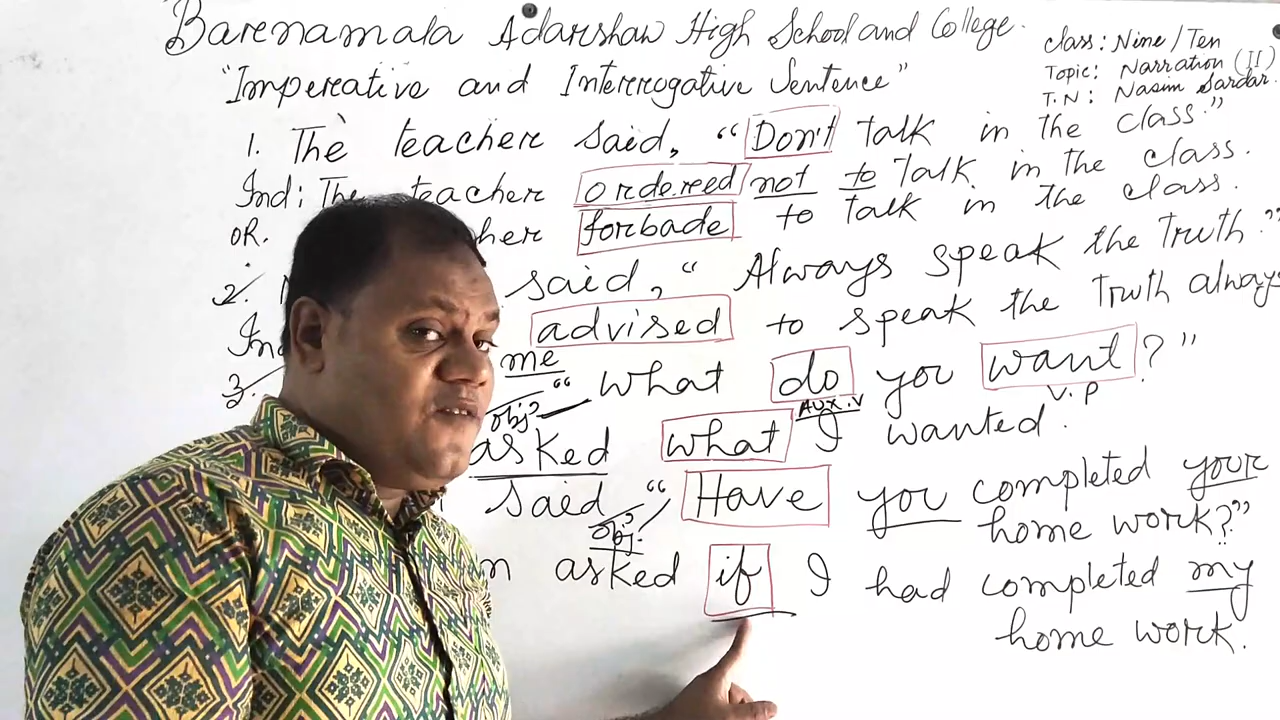 Barenamala Adarshaw High School and College.
Class: Nine/Ten
Topic: Narration (II)
T.N: Nasim Sardar.
"Imperative and Interrogative Sentence"
1. The teacher said, "Don't talk in the class."
Ind: The teacher ordered not to talk in the class.
OR. her forbade to talk in the class.
2. said, "Always speak the truth."
Ind advised to speak the truth always
3. me "What do you want?"
obj? Aux.V V.P
asked what I wanted.
said "Have you completed your
obj? home work?"
asked if I had completed my
home work.